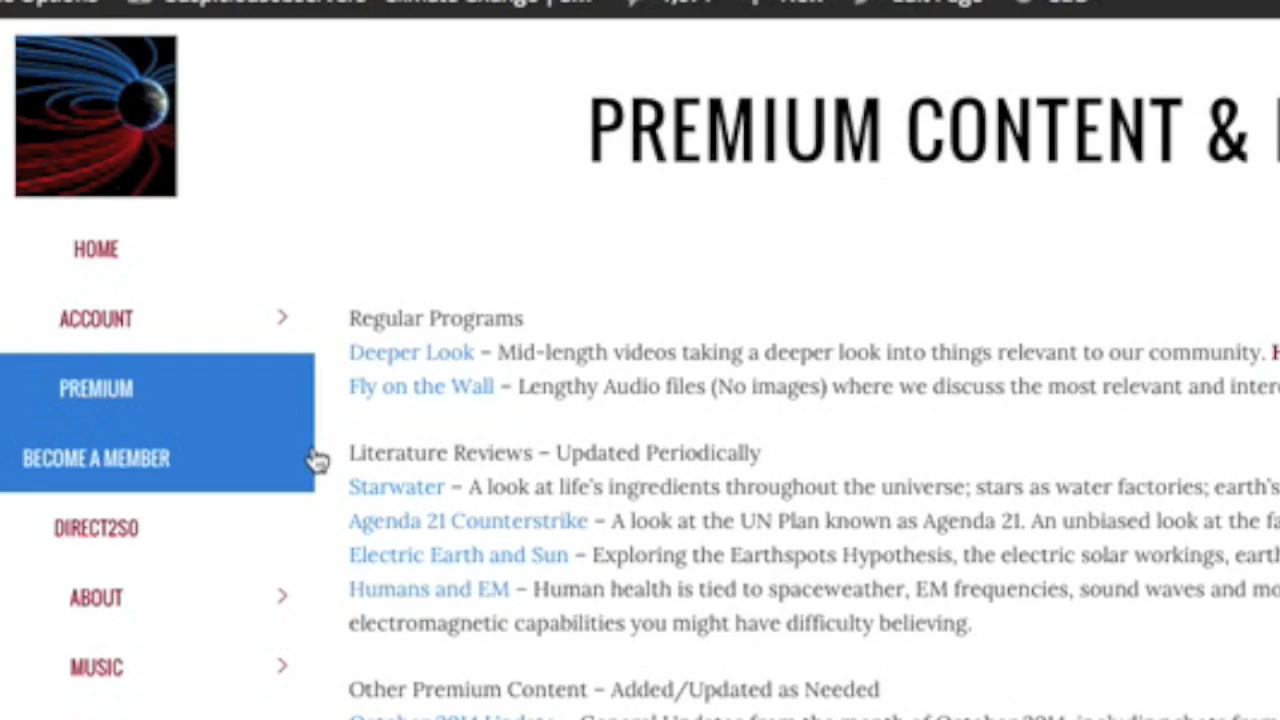 PREMIUM CONTENT &
HOME
ACCOUNT
PREMIUM
BECOME A MEMBER
DIRECT2SO
ABOUT
MUSIC
Regular Programs
Deeper Look – Mid-length videos taking a deeper look into things relevant to our community.
Fly on the Wall – Lengthy Audio files (No images) where we discuss the most relevant and
Literature Reviews – Updated Periodically
Starwater – A look at life's ingredients throughout the universe; stars as water factories; earth's
Agenda 21 Counterstrike – A look at the UN Plan known as Agenda 21. An unbiased look at the
Electric Earth and Sun – Exploring the Earthspots Hypothesis, the electric solar workings,
Humans and EM – Human health is tied to spaceweather, EM frequencies, sound waves and
electromagnetic capabilities you might have difficulty believing.
Other Premium Content – Added/Updated as Needed